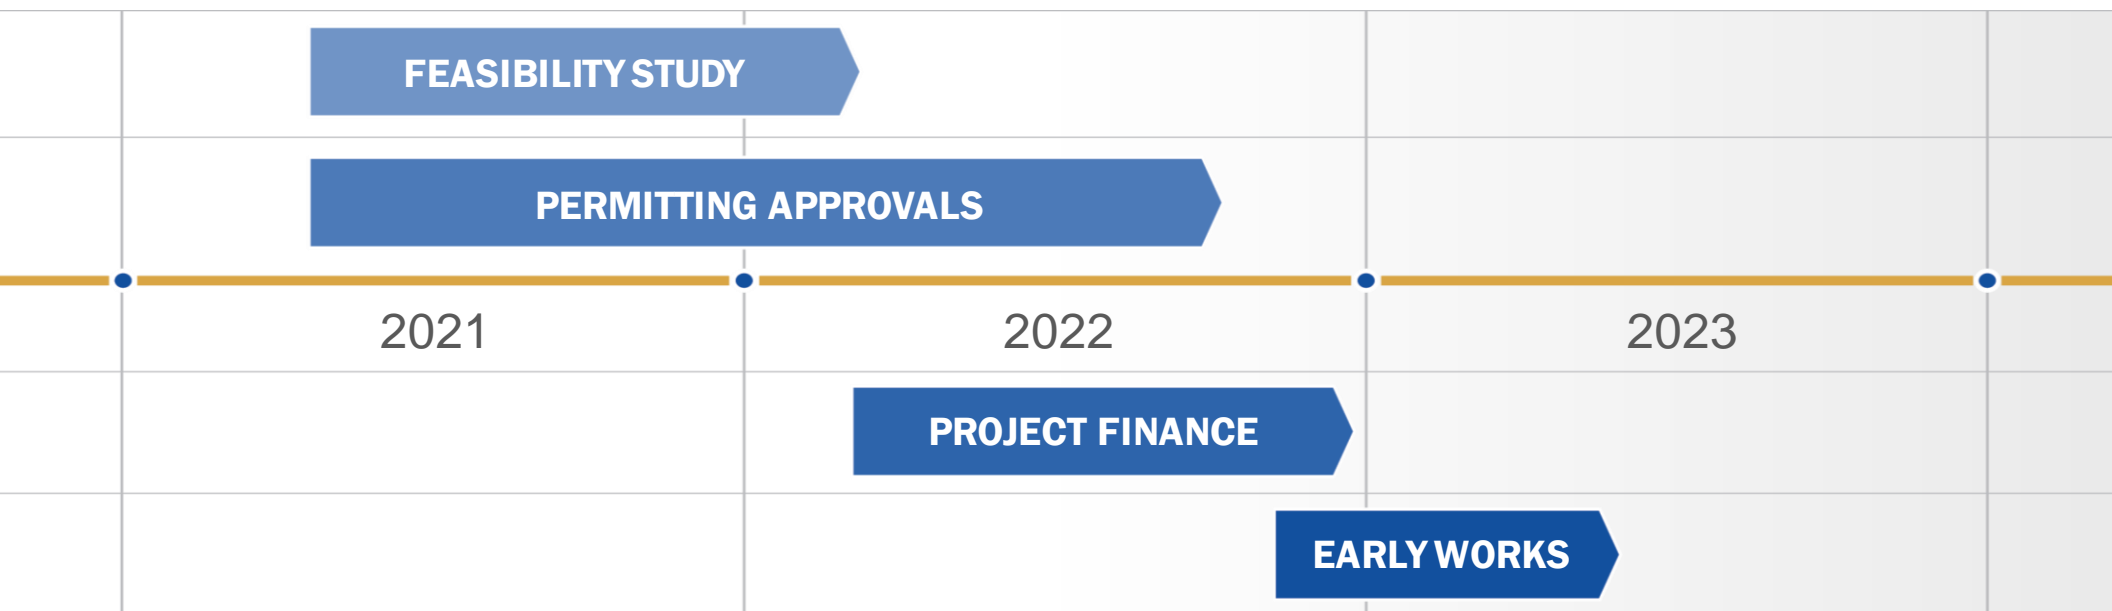 FEASIBILITY STUDY
PERMITTING APPROVALS
2021 2022 2023
PROJECT FINANCE
EARLY WORKS